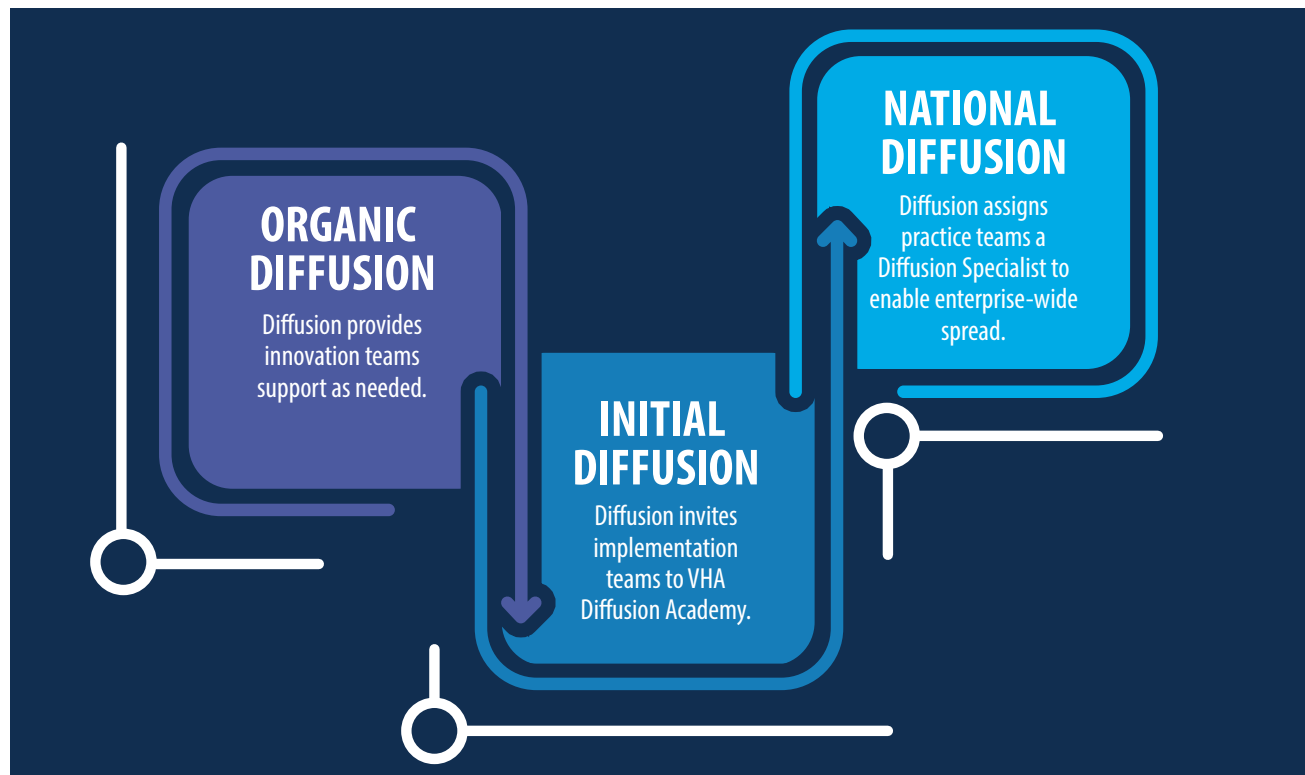 ORGANIC
DIFFUSION
Diffusion provides
innovation teams
support as needed.
INITIAL
DIFFUSION
Diffusion invites
implementation
teams to VHA
Diffusion Academy.
NATIONAL
DIFFUSION
Diffusion assigns
practice teams a
Diffusion Specialist to
enable enterprise-wide
spread.